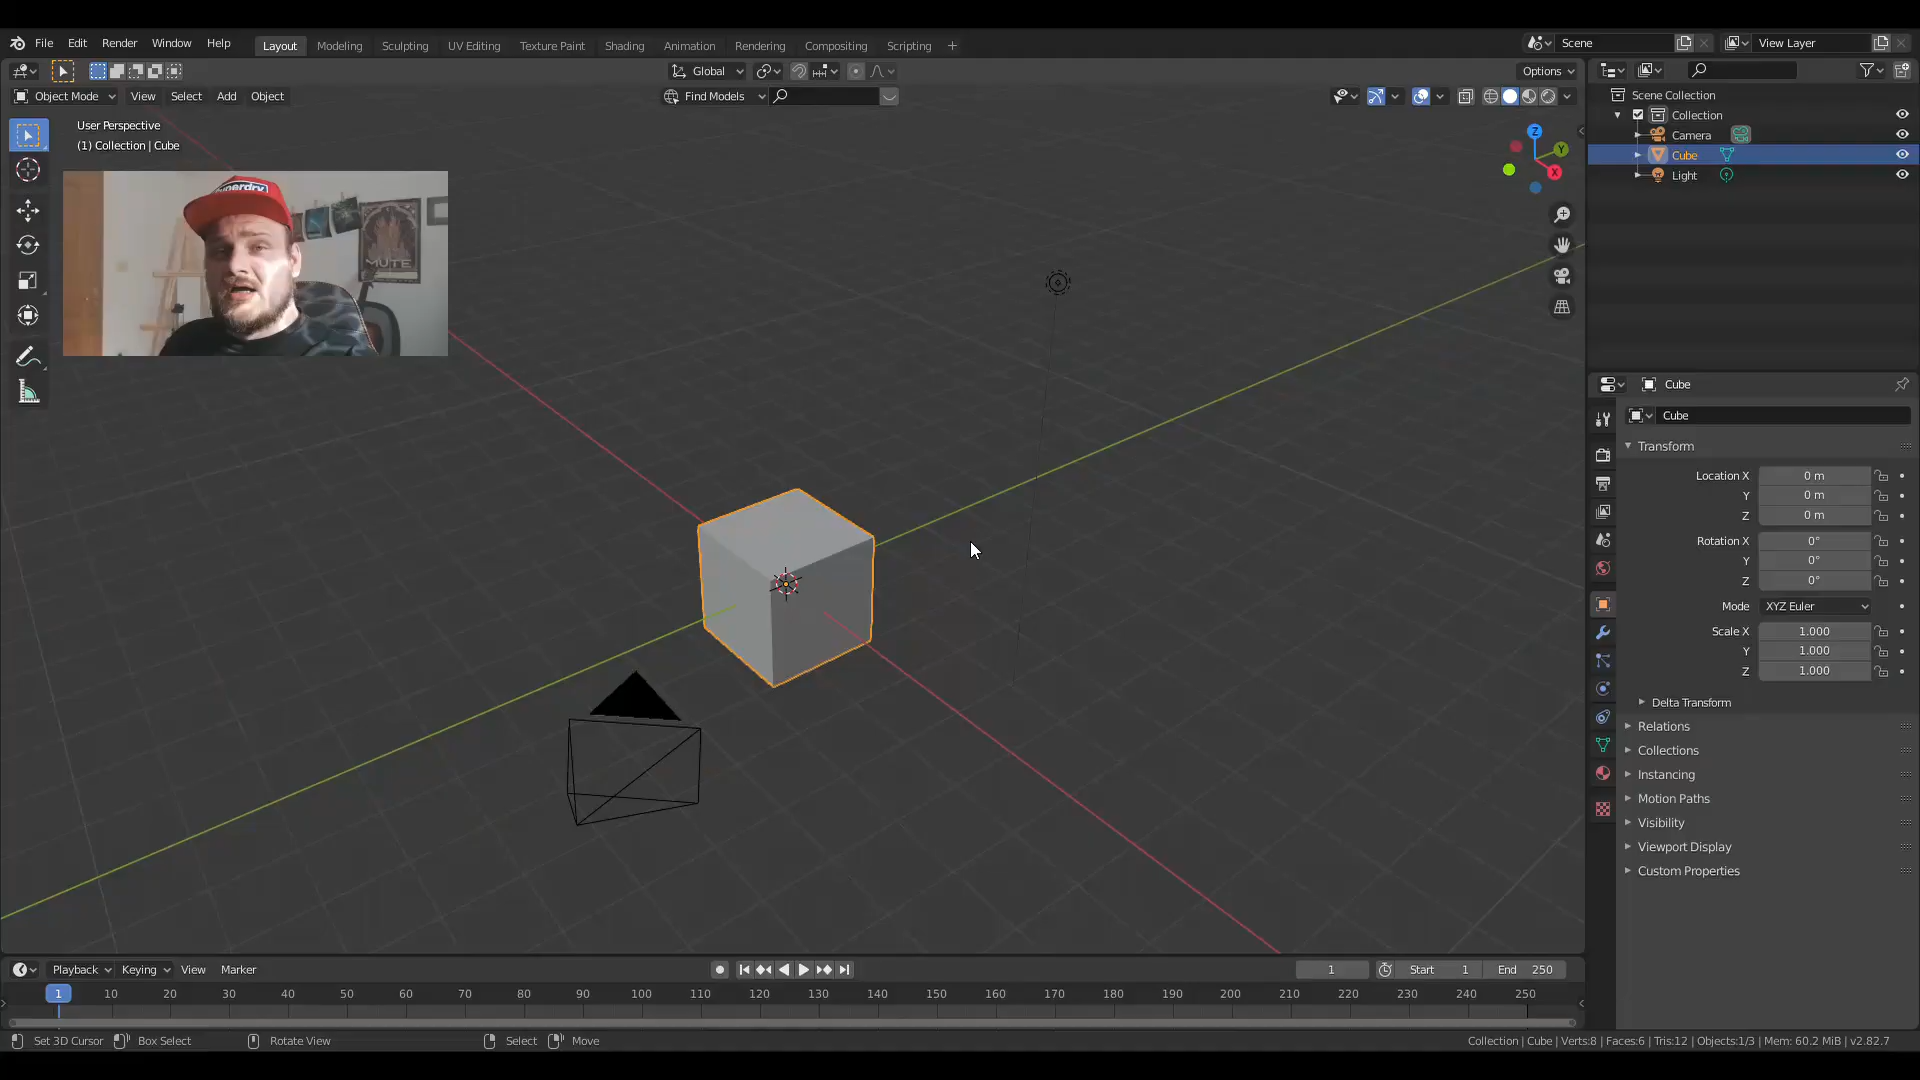 File Edit Render Window Help
Layout Modeling Sculpting UV Editing Texture Paint Shading Animation Rendering Compositing Scripting +
Scene
View Layer
Global
Options
Object Mode View Select Add Object
Find Models
User Perspective
(1) Collection | Cube
superdry
MUTE
Z
Y
X
Scene Collection
Collection
Camera
Cube
Light
Cube
Cube
Transform
Location X 0 m
Y 0 m
Z 0 m
Rotation X 0°
Y 0°
Z 0°
Mode XYZ Euler
Scale X 1.000
Y 1.000
Z 1.000
Delta Transform
Relations
Collections
Instancing
Motion Paths
Visibility
Viewport Display
Custom Properties
Playback Keying View Marker
1 Start 1 End 250
1 10 20 30 40 50 60 70 80 90 100 110 120 130 140 150 160 170 180 190 200 210 220 230 240 250
Set 3D Cursor Box Select Rotate View Select Move
Collection | Cube | Verts:8 | Faces:6 | Tris:12 | Objects:1/3 | Mem: 60.2 MiB | v2.82.7